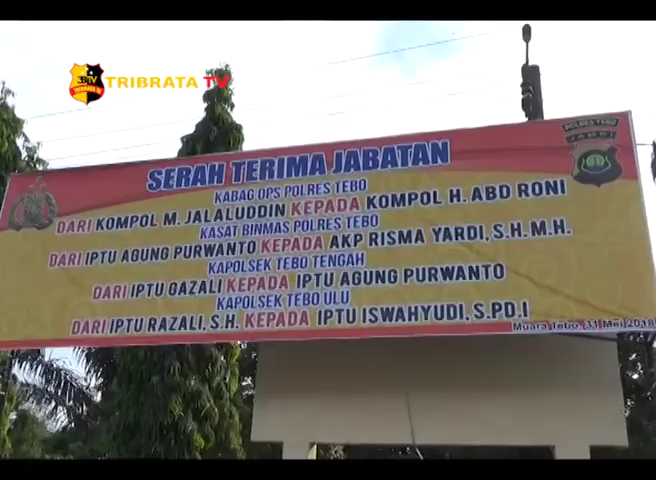 TRIBRATA TV
POLRES TEBO
JAMBI
SERAH TERIMA JABATAN
KABAG OPS POLRES TEBO
DARI KOMPOL M. JALALUDDIN KEPADA KOMPOL H. ABD RONI
KASAT BINMAS POLRES TEBO
DARI IPTU AGUNG PURWANTO KEPADA AKP RISMA YARDI, S.H. M.H.
KAPOLSEK TEBO TENGAH
DARI IPTU GAZALI KEPADA IPTU AGUNG PURWANTO
KAPOLSEK TEBO ULU
DARI IPTU RAZALI, S.H. KEPADA IPTU ISWAHYUDI. S.PD.I
Muara Tebo, 31 Mei 2018